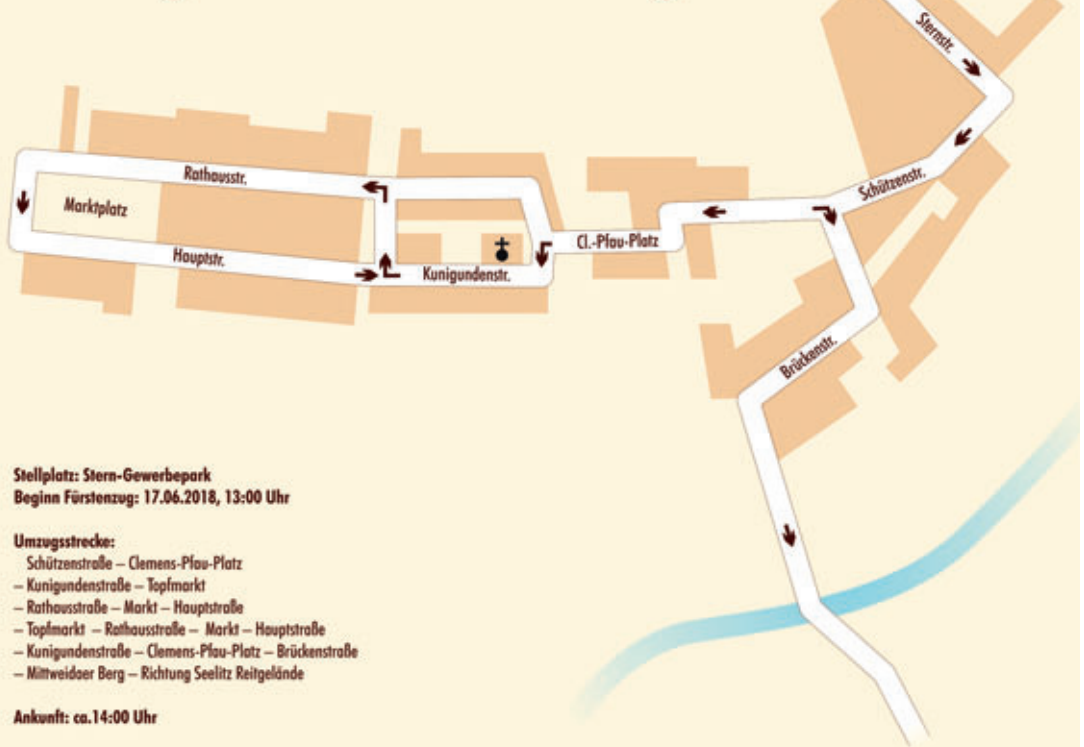 Sternstr.
Schützenstr.
Rathausstr.
Marktplatz
Cl.-Pfau-Platz
Hauptstr.
Kunigundenstr.
Brückenstr.
Stellplatz: Stern-Gewerbepark
Beginn Fürstenzug: 17.06.2018, 13:00 Uhr
Umzugsstrecke:
Schützenstraße – Clemens-Pfau-Platz
– Kunigundenstraße – Topfmarkt
– Rathausstraße – Markt – Hauptstraße
– Topfmarkt – Rathausstraße – Markt – Hauptstraße
– Kunigundenstraße – Clemens-Pfau-Platz – Brückenstraße
– Mittweidaer Berg – Richtung Seelitz Reitgelände
Ankunft: ca.14:00 Uhr